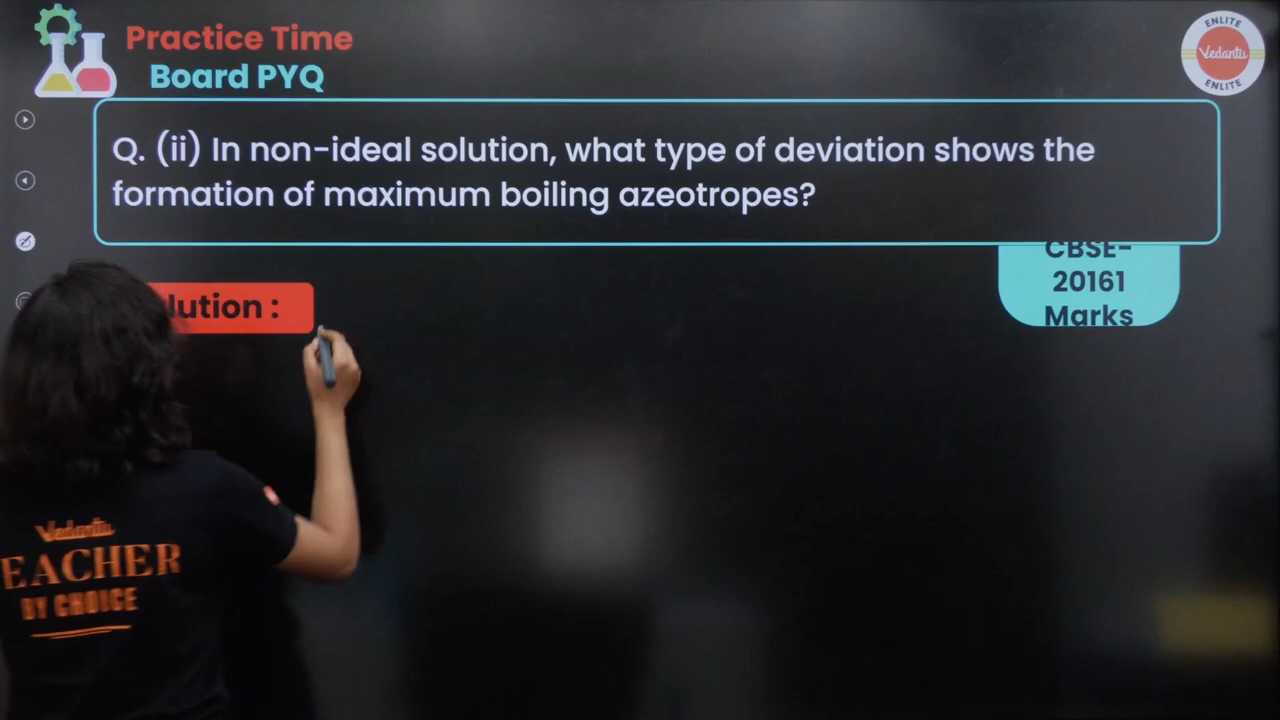 Practice Time
Board PYQ
ENLITE
Vedantu
ENLITE
Q. (ii) In non-ideal solution, what type of deviation shows the
formation of maximum boiling azeotropes?
CBSE-
20161
Marks
lution :
Vedantu
EACHER
BY CHOICE